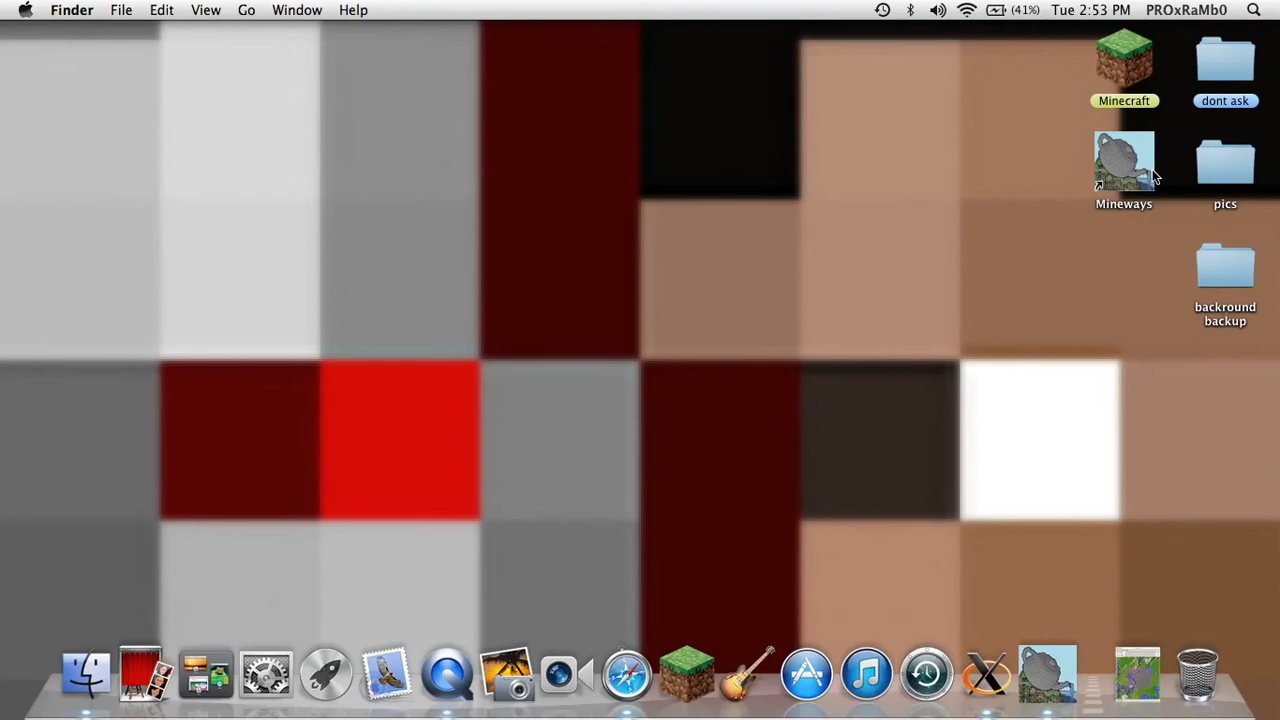 Finder File Edit View Go Window Help (41%) Tue 2:53 PM PROxRaMb0
Minecraft dont ask
Mineways pics
backround
backup